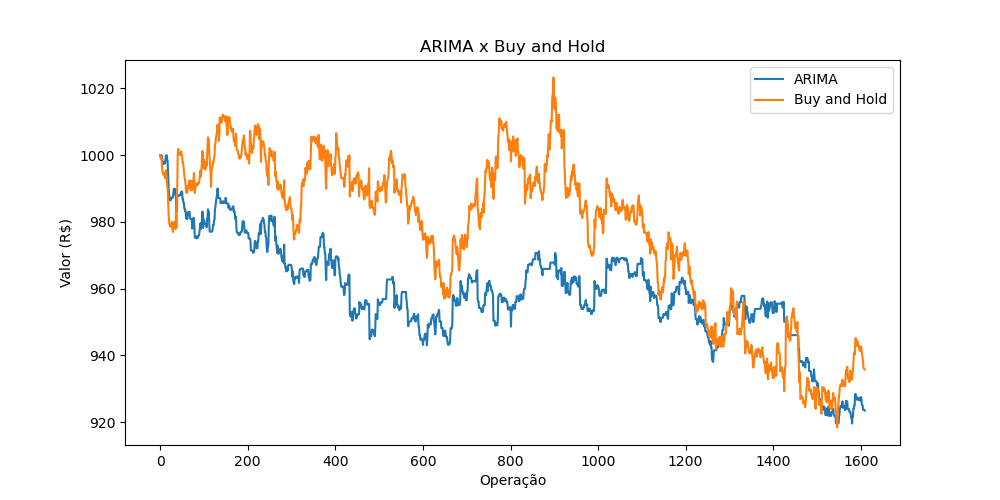 ARIMA x Buy and Hold
ARIMA
Buy and Hold
Valor (R$)
1020
1000
980
960
940
920
0 200 400 600 800 1000 1200 1400 1600
Operação